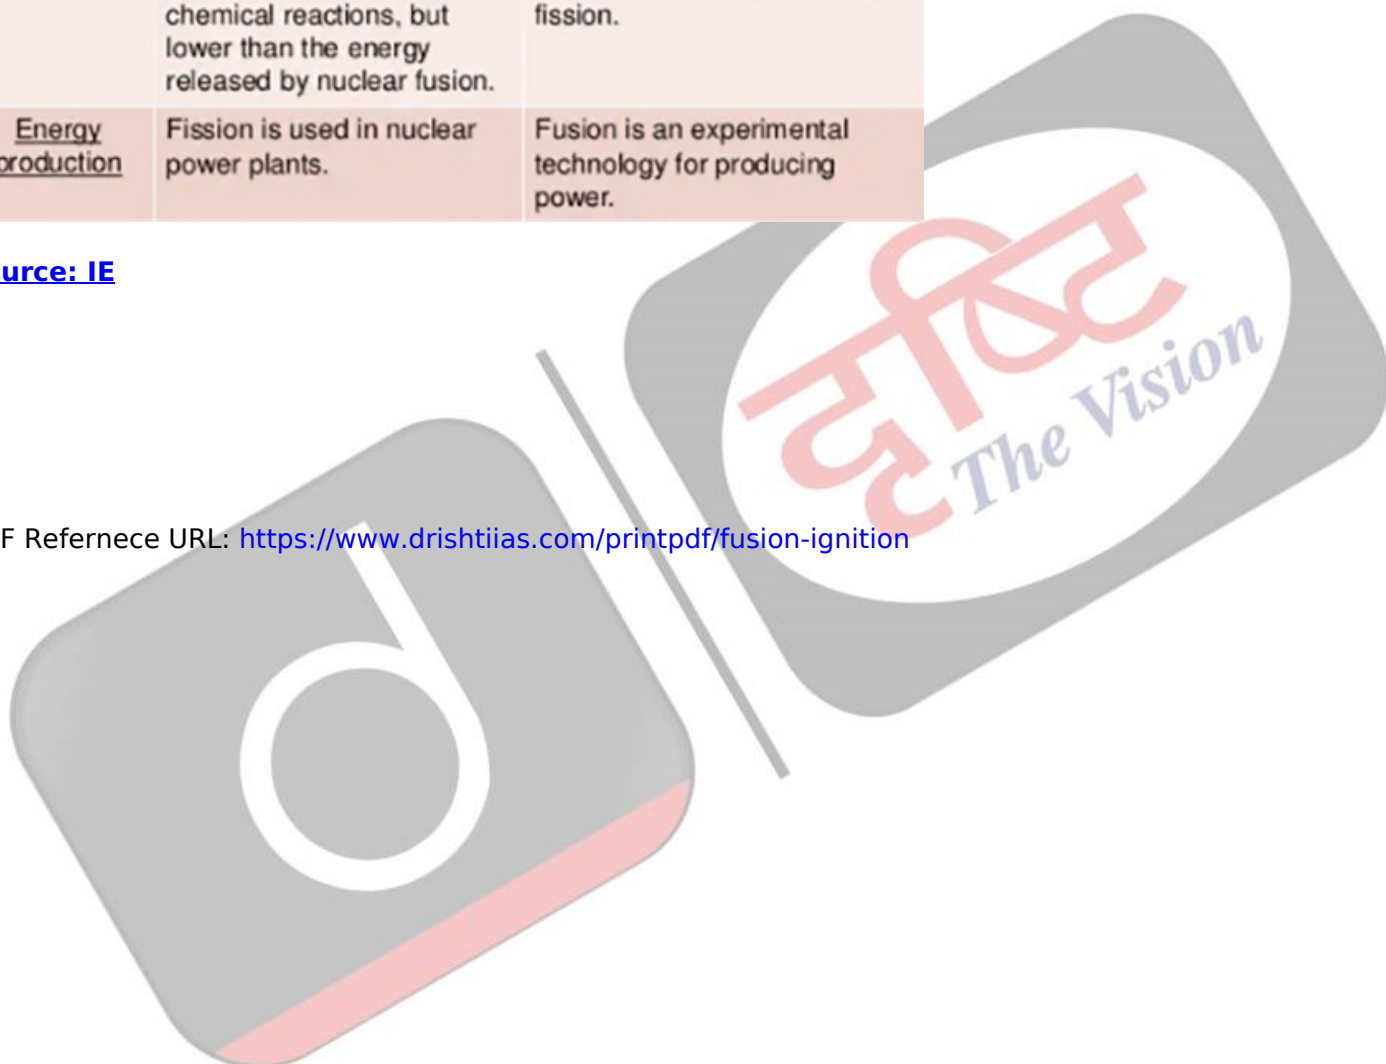 chemical reactions, but
lower than the energy
released by nuclear fusion.
fission.
Energy
production
Fission is used in nuclear
power plants.
Fusion is an experimental
technology for producing
power.
urce: IE
F Refernece URL: https://www.drishtiias.com/printpdf/fusion-ignition
दृष्टि
The Vision
d